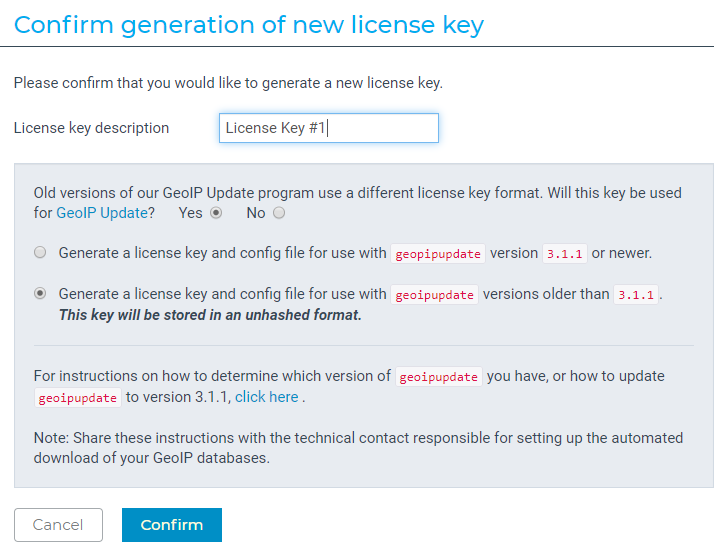 Confirm generation of new license key
Please confirm that you would like to generate a new license key.
License key description License Key #1
Old versions of our GeoIP Update program use a different license key format. Will this key be used
for GeoIP Update? Yes No
Generate a license key and config file for use with geopipupdate version 3.1.1 or newer.
Generate a license key and config file for use with geoipupdate versions older than 3.1.1 .
This key will be stored in an unhashed format.
For instructions on how to determine which version of geoipupdate you have, or how to update
geoipupdate to version 3.1.1, click here .
Note: Share these instructions with the technical contact responsible for setting up the automated
download of your GeoIP databases.
Cancel Confirm